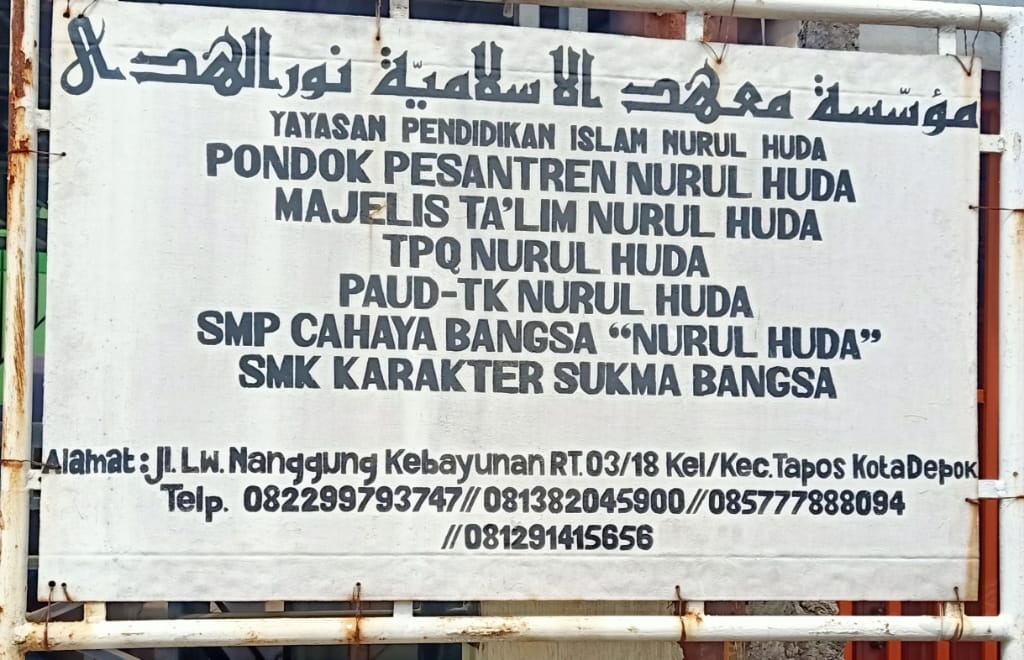 مؤسّسة معهد الاسلاميّة نورالهدى
YAYASAN PENDIDIKAN ISLAM NURUL HUDA
PONDOK PESANTREN NURUL HUDA
MAJELIS TA'LIM NURUL HUDA
TPQ NURUL HUDA
PAUD-TK NURUL HUDA
SMP CAHAYA BANGSA “NURUL HUDA”
SMK KARAKTER SUKMA BANGSA
Alamat : Jl. Lw. Nanggung Kebayunan RT. 03/18 Kel/Kec. Tapos Kota Depok
Telp. 082299793747//081382045900//085777888094
//081291415656